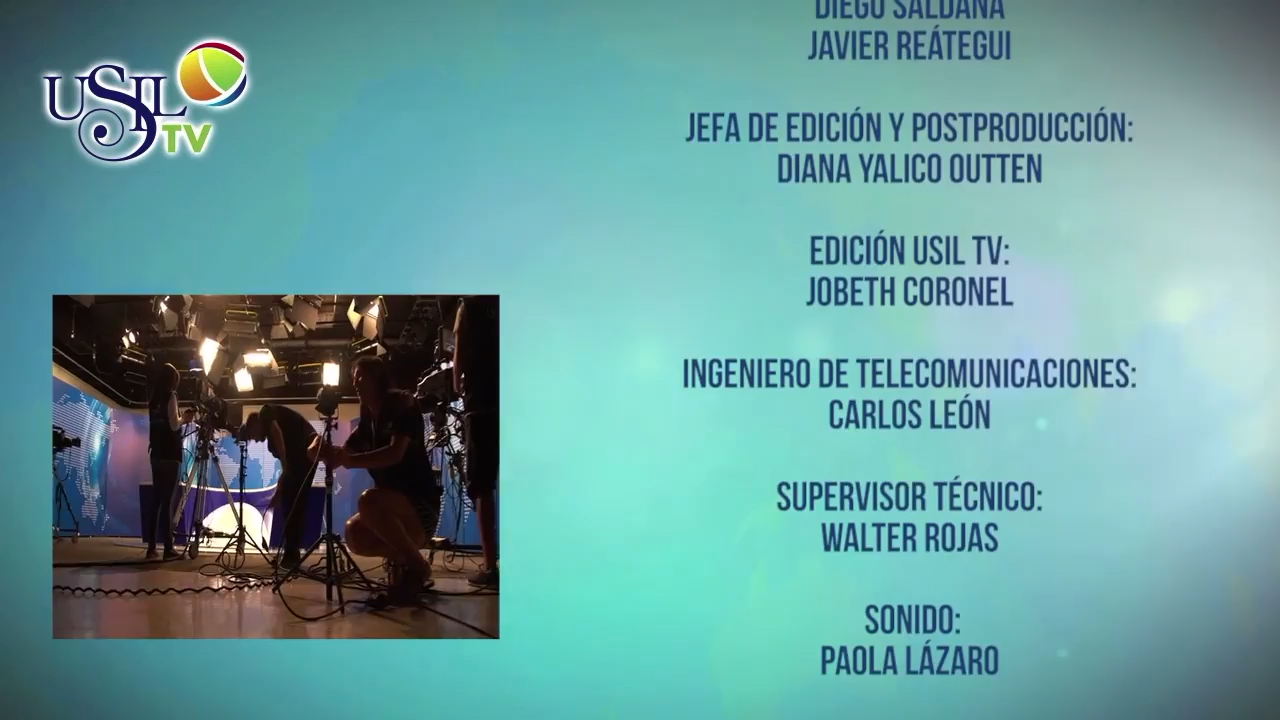 USIL
TV
DIEGO SALDAÑA
JAVIER REÁTEGUI
JEFA DE EDICIÓN Y POSTPRODUCCIÓN:
DIANA YALICO OUTTEN
EDICIÓN USIL TV:
JOBETH CORONEL
INGENIERO DE TELECOMUNICACIONES:
CARLOS LEÓN
SUPERVISOR TÉCNICO:
WALTER ROJAS
SONIDO:
PAOLA LÁZARO